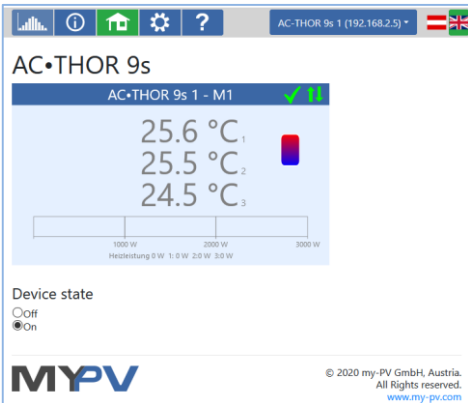 ?
AC-THOR 9s 1 (192.168.2.5)
AC•THOR 9s
AC•THOR 9s 1 - M1
25.6 °C 1
25.5 °C 2
24.5 °C 3
1000 W 2000 W 3000 W
Heizleistung 0 W 1: 0 W 2:0 W 3:0 W
Device state
Off
On
MYPV
© 2020 my-PV GmbH, Austria.
All Rights reserved.
www.my-pv.com